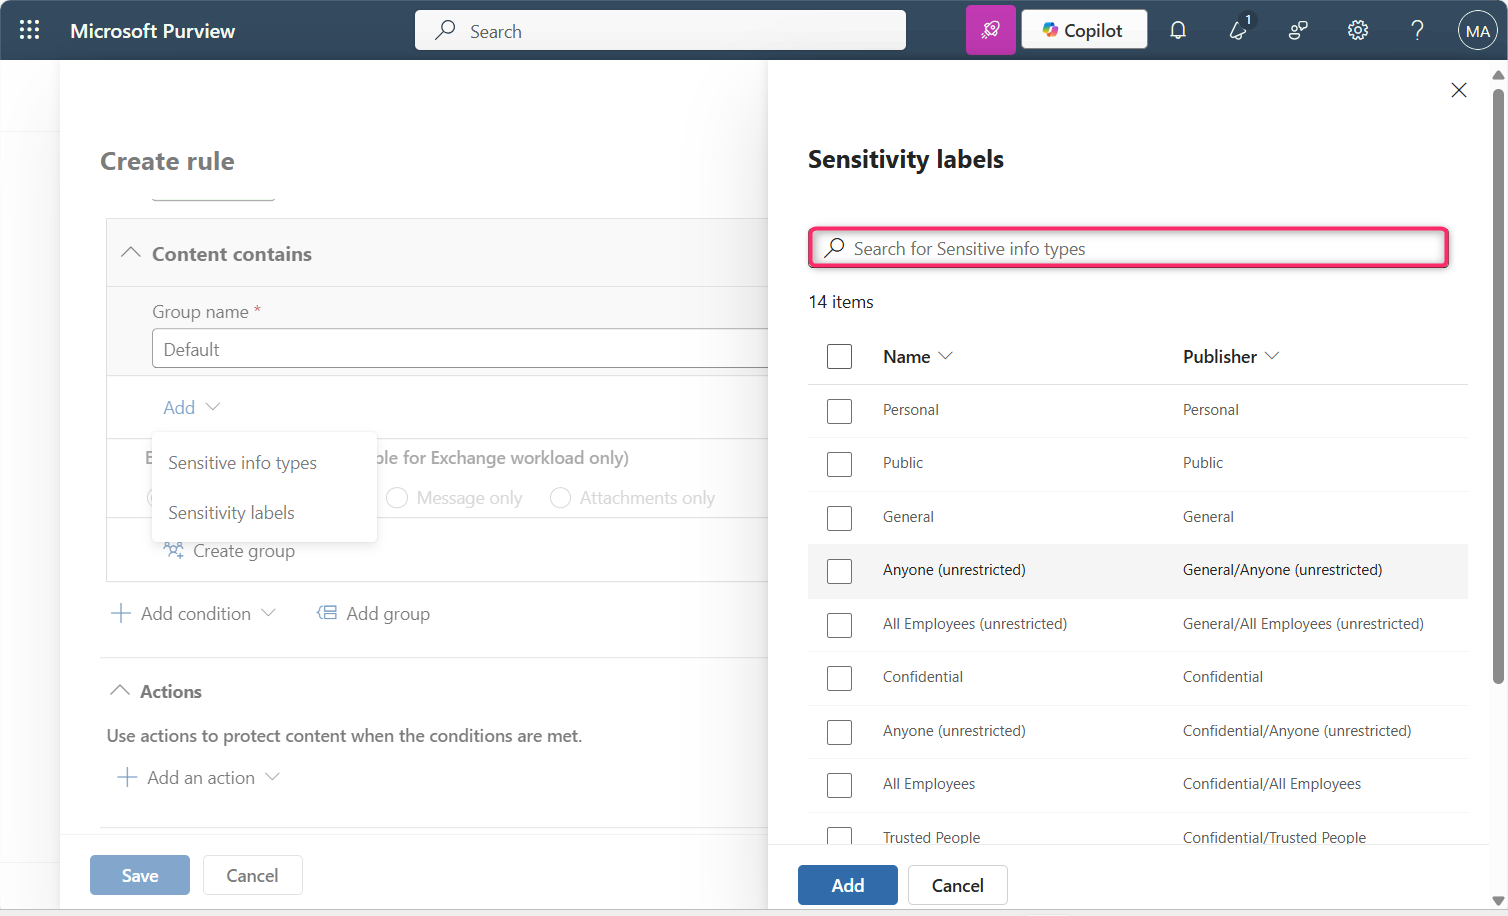 Microsoft Purview
Search
Copilot
1
MA
Create rule
Content contains
Group name *
Default
Add
Sensitive info types
Sensitivity labels
ble for Exchange workload only)
Message only
Attachments only
Create group
Add condition
Add group
Actions
Use actions to protect content when the conditions are met.
Add an action
Save
Cancel
Sensitivity labels
Search for Sensitive info types
14 items
Name Publisher
Personal Personal
Public Public
General General
Anyone (unrestricted) General/Anyone (unrestricted)
All Employees (unrestricted) General/All Employees (unrestricted)
Confidential Confidential
Anyone (unrestricted) Confidential/Anyone (unrestricted)
All Employees Confidential/All Employees
Trusted People Confidential/Trusted People
Add
Cancel